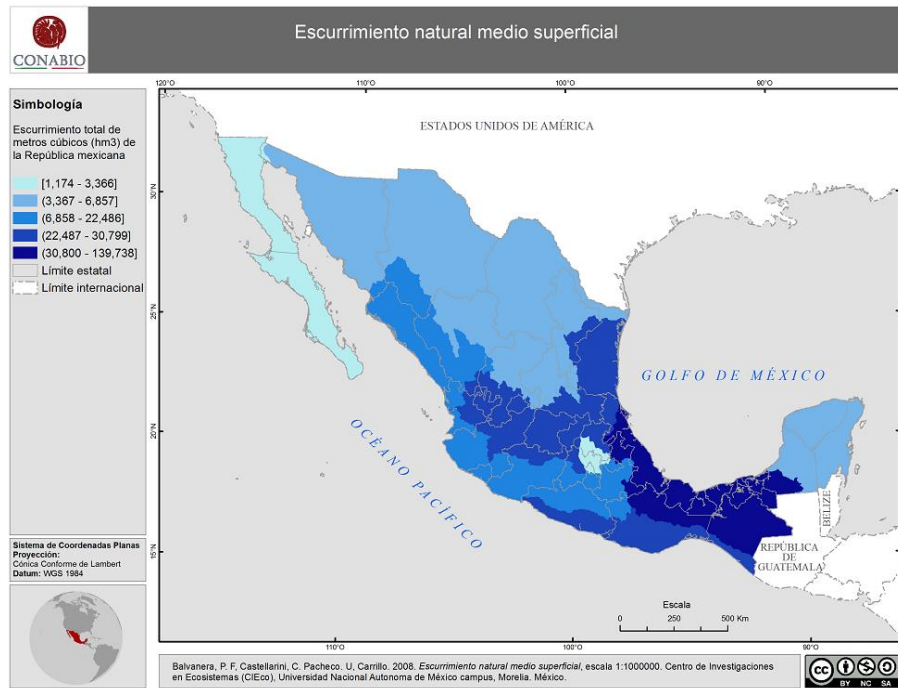 CONABIO
Escurrimiento natural medio superficial
Simbología
Escurrimiento total de
metros cúbicos (hm3) de
la República mexicana
[1,174 - 3,366]
(3,367 - 6,857]
(6,858 - 22,486]
(22,487 - 30,799]
(30,800 - 139,738]
Límite estatal
Límite internacional
Sistema de Coordenadas Planas
Proyección:
Cónica Conforme de Lambert
Datum: WGS 1984
120°O
110°O
100°O
90°O
30°N
25°N
20°N
15°N
ESTADOS UNIDOS DE AMÉRICA
GOLFO DE MÉXICO
OCÉANO PACÍFICO
BELIZE
REPÚBLICA
DE
GUATEMALA
Escala
0 250 500 Km
110°O
100°O
90°O
Balvanera, P. F, Castellarini, C. Pacheco. U, Carrillo. 2008. Escurrimiento natural medio superficial, escala 1:1000000. Centro de Investigaciones
en Ecosistemas (CIEco), Universidad Nacional Autonoma de México campus, Morelia. México.
cc
BY NC SA